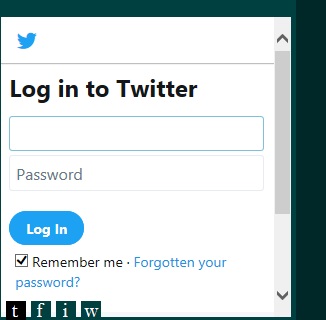 Log in to Twitter
Password
Log In
Remember me · Forgotten your
password?
t f i w